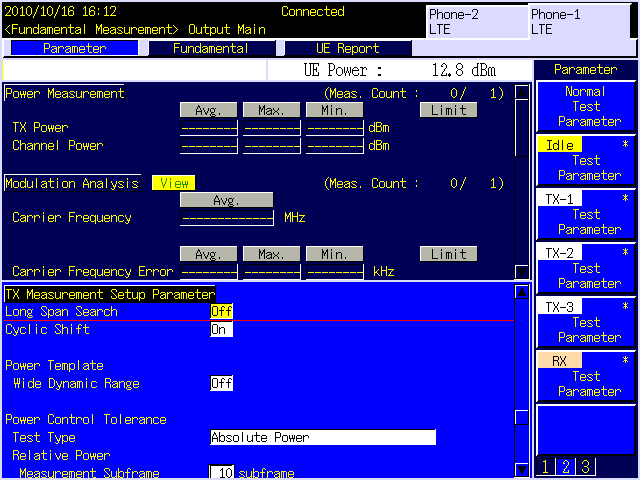 2010/10/16 16:12 Connected Phone-2 Phone-1
<Fundamental Measurement> Output Main LTE LTE
Parameter Fundamental UE Report
UE Power : 12.8 dBm Parameter
Power Measurement (Meas. Count : 0/ 1)
Avg. Max. Min. Limit
TX Power -------- -------- -------- dBm
Channel Power -------- -------- -------- dBm
Modulation Analysis View (Meas. Count : 0/ 1)
Avg.
Carrier Frequency ------------- MHz
Avg. Max. Min. Limit
Carrier Frequency Error -------- -------- -------- kHz
TX Measurement Setup Parameter
Long Span Search Off
Cyclic Shift On
Power Template
Wide Dynamic Range Off
Power Control Tolerance
Test Type Absolute Power
Relative Power
Measurement Subframe 10 subframe
Normal
Test
Parameter
Idle *
Test
Parameter
TX-1 *
Test
Parameter
TX-2 *
Test
Parameter
TX-3 *
Test
Parameter
RX *
Test
Parameter
1 2 3